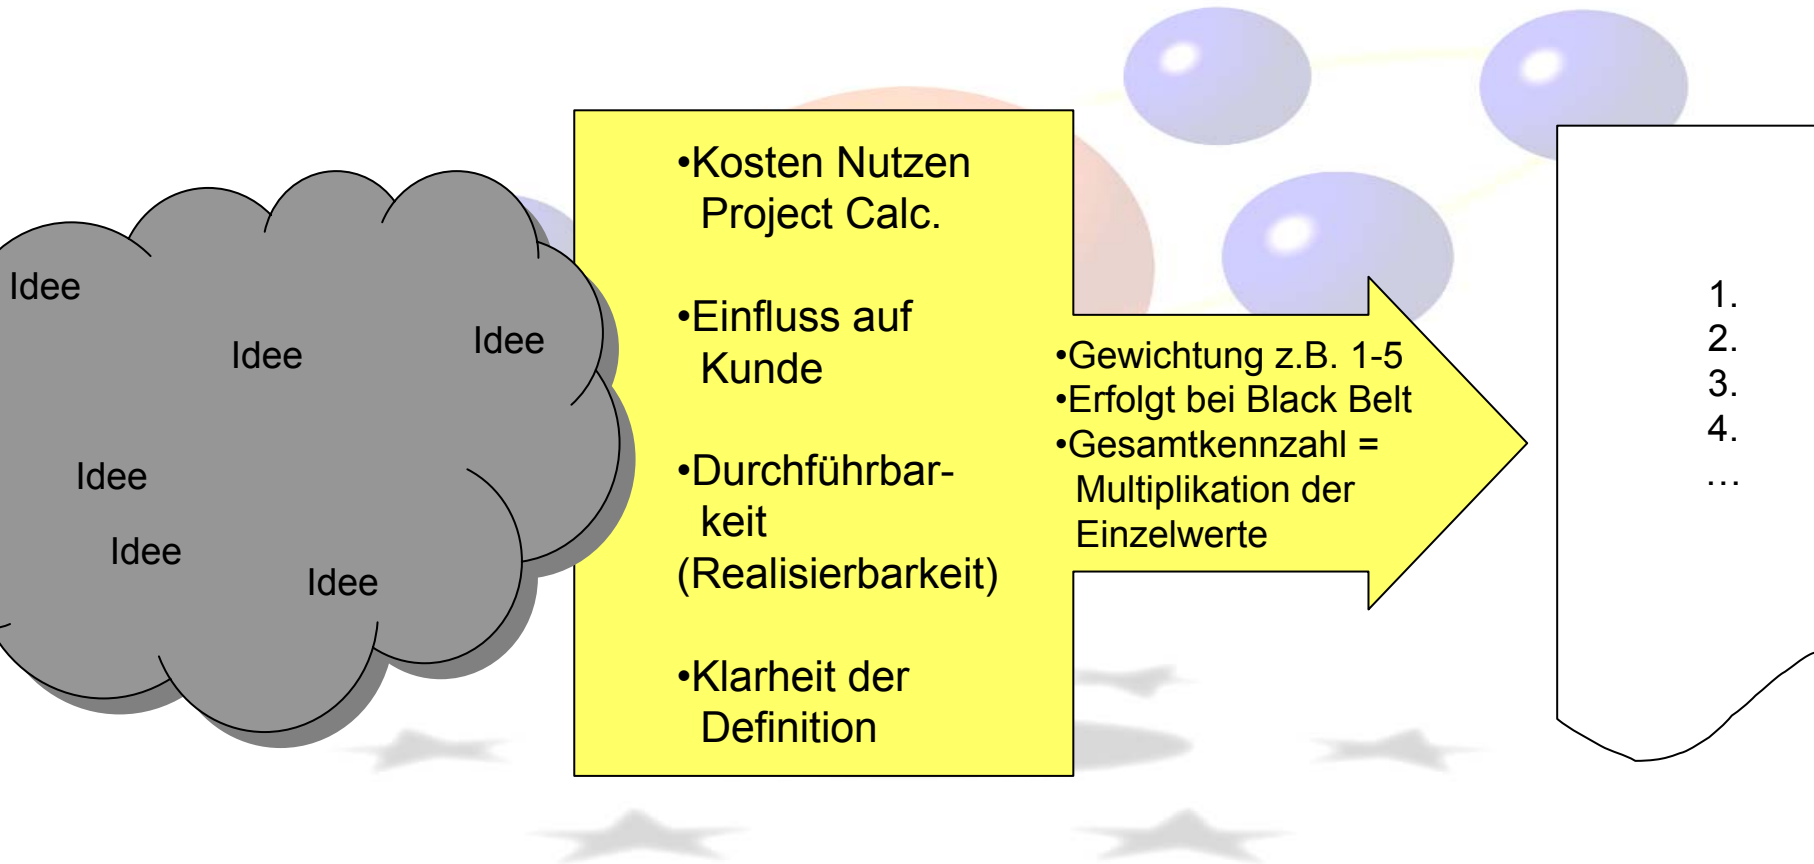 Idee
Idee
Idee
Idee
Idee
Idee
•Kosten Nutzen
Project Calc.
•Einfluss auf
Kunde
•Durchführbar-
keit
(Realisierbarkeit)
•Klarheit der
Definition
•Gewichtung z.B. 1-5
•Erfolgt bei Black Belt
•Gesamtkennzahl =
Multiplikation der
Einzelwerte
1.
2.
3.
4.
…